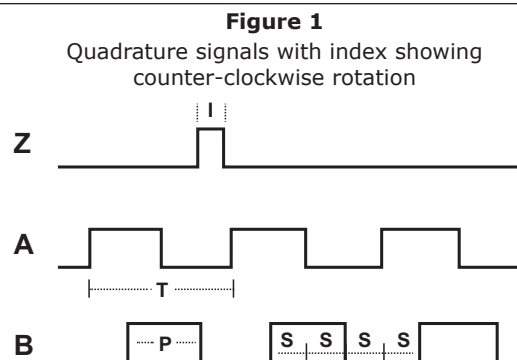 Figure 1
Quadrature signals with index showing
counter-clockwise rotation
I
Z
A
T
B
P
S S S S